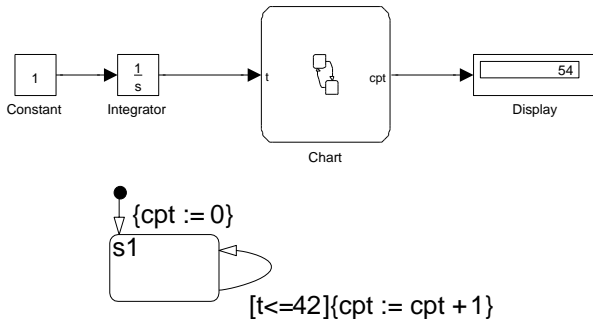 1
1
s
t
cpt
54
Constant
Integrator
Display
Chart
{cpt := 0}
s1
[t<=42]{cpt := cpt + 1}